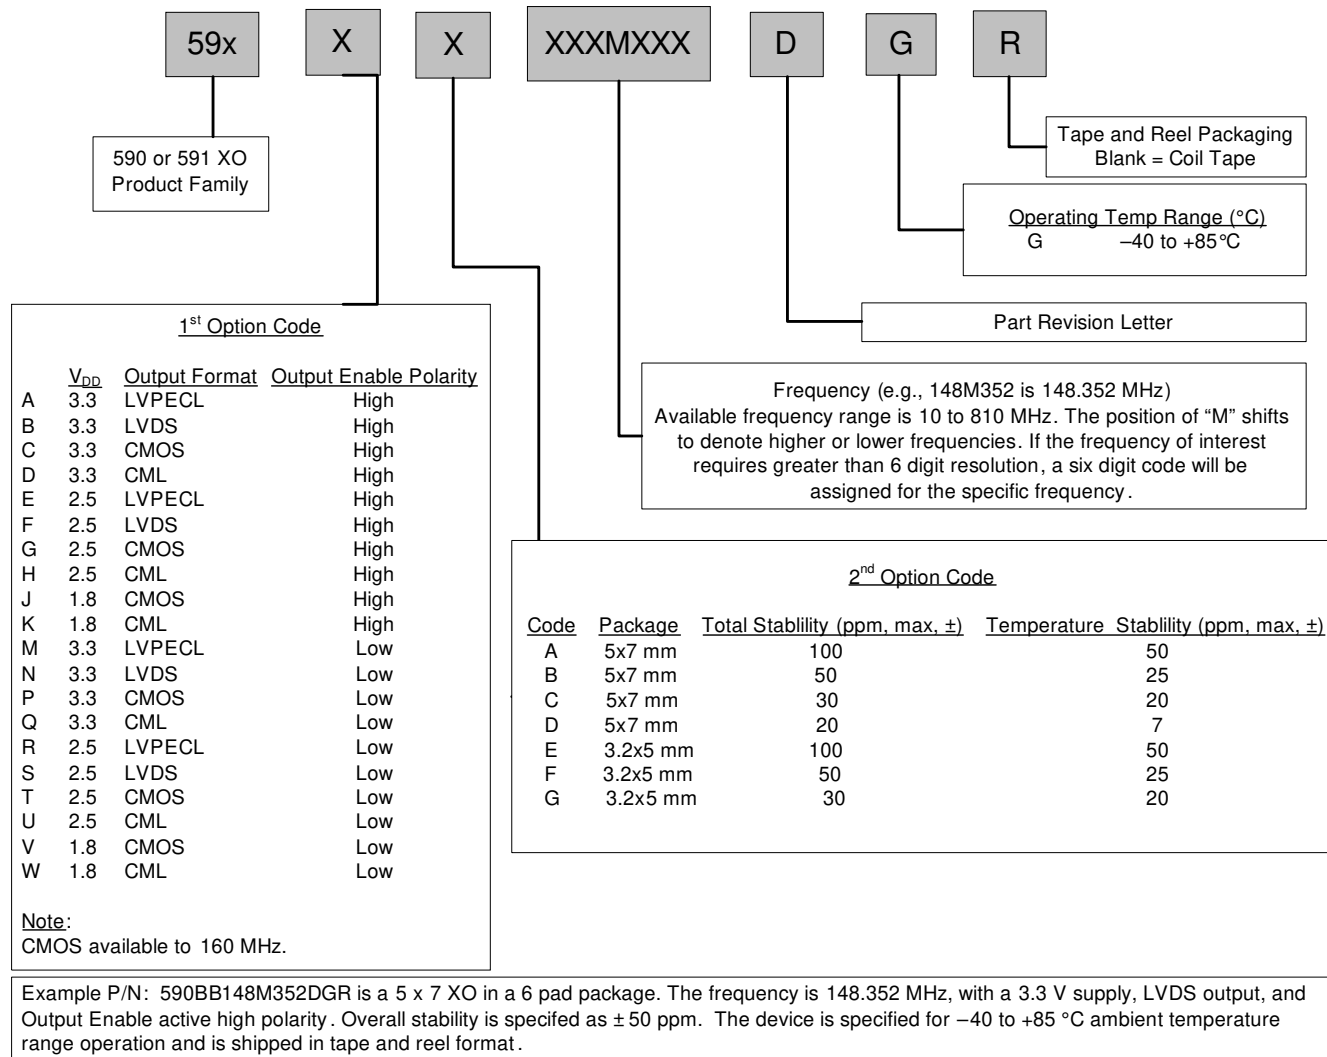 59x X X XXXMXXX D G R
590 or 591 XO
Product Family
Tape and Reel Packaging
Blank = Coil Tape
Operating Temp Range (°C)
G –40 to +85°C
Part Revision Letter
Frequency (e.g., 148M352 is 148.352 MHz)
Available frequency range is 10 to 810 MHz. The position of “M” shifts
to denote higher or lower frequencies. If the frequency of interest
requires greater than 6 digit resolution, a six digit code will be
assigned for the specific frequency.
1st Option Code
VDD Output Format Output Enable Polarity
A 3.3 LVPECL High
B 3.3 LVDS High
C 3.3 CMOS High
D 3.3 CML High
E 2.5 LVPECL High
F 2.5 LVDS High
G 2.5 CMOS High
H 2.5 CML High
J 1.8 CMOS High
K 1.8 CML High
M 3.3 LVPECL Low
N 3.3 LVDS Low
P 3.3 CMOS Low
Q 3.3 CML Low
R 2.5 LVPECL Low
S 2.5 LVDS Low
T 2.5 CMOS Low
U 2.5 CML Low
V 1.8 CMOS Low
W 1.8 CML Low
Note:
CMOS available to 160 MHz.
2nd Option Code
Code Package Total Stablility (ppm, max, ±) Temperature Stablility (ppm, max, ±)
A 5x7 mm 100 50
B 5x7 mm 50 25
C 5x7 mm 30 20
D 5x7 mm 20 7
E 3.2x5 mm 100 50
F 3.2x5 mm 50 25
G 3.2x5 mm 30 20
Example P/N: 590BB148M352DGR is a 5 x 7 XO in a 6 pad package. The frequency is 148.352 MHz, with a 3.3 V supply, LVDS output, and
Output Enable active high polarity. Overall stability is specifed as ± 50 ppm. The device is specified for –40 to +85 °C ambient temperature
range operation and is shipped in tape and reel format.